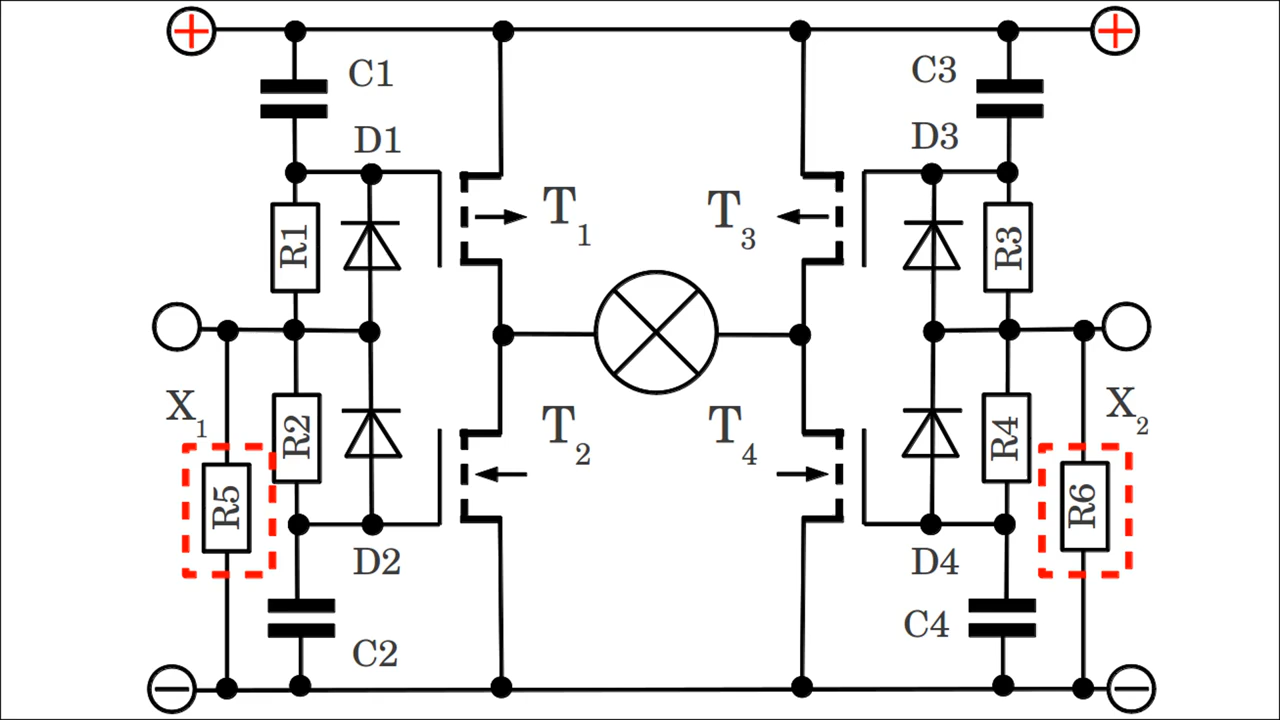 + +
C1 C3
D1 D3
T1 T3
R1 R3
X1 X2
R2 R4
T2 T4
R5 R6
D2 D4
C2 C4
− −